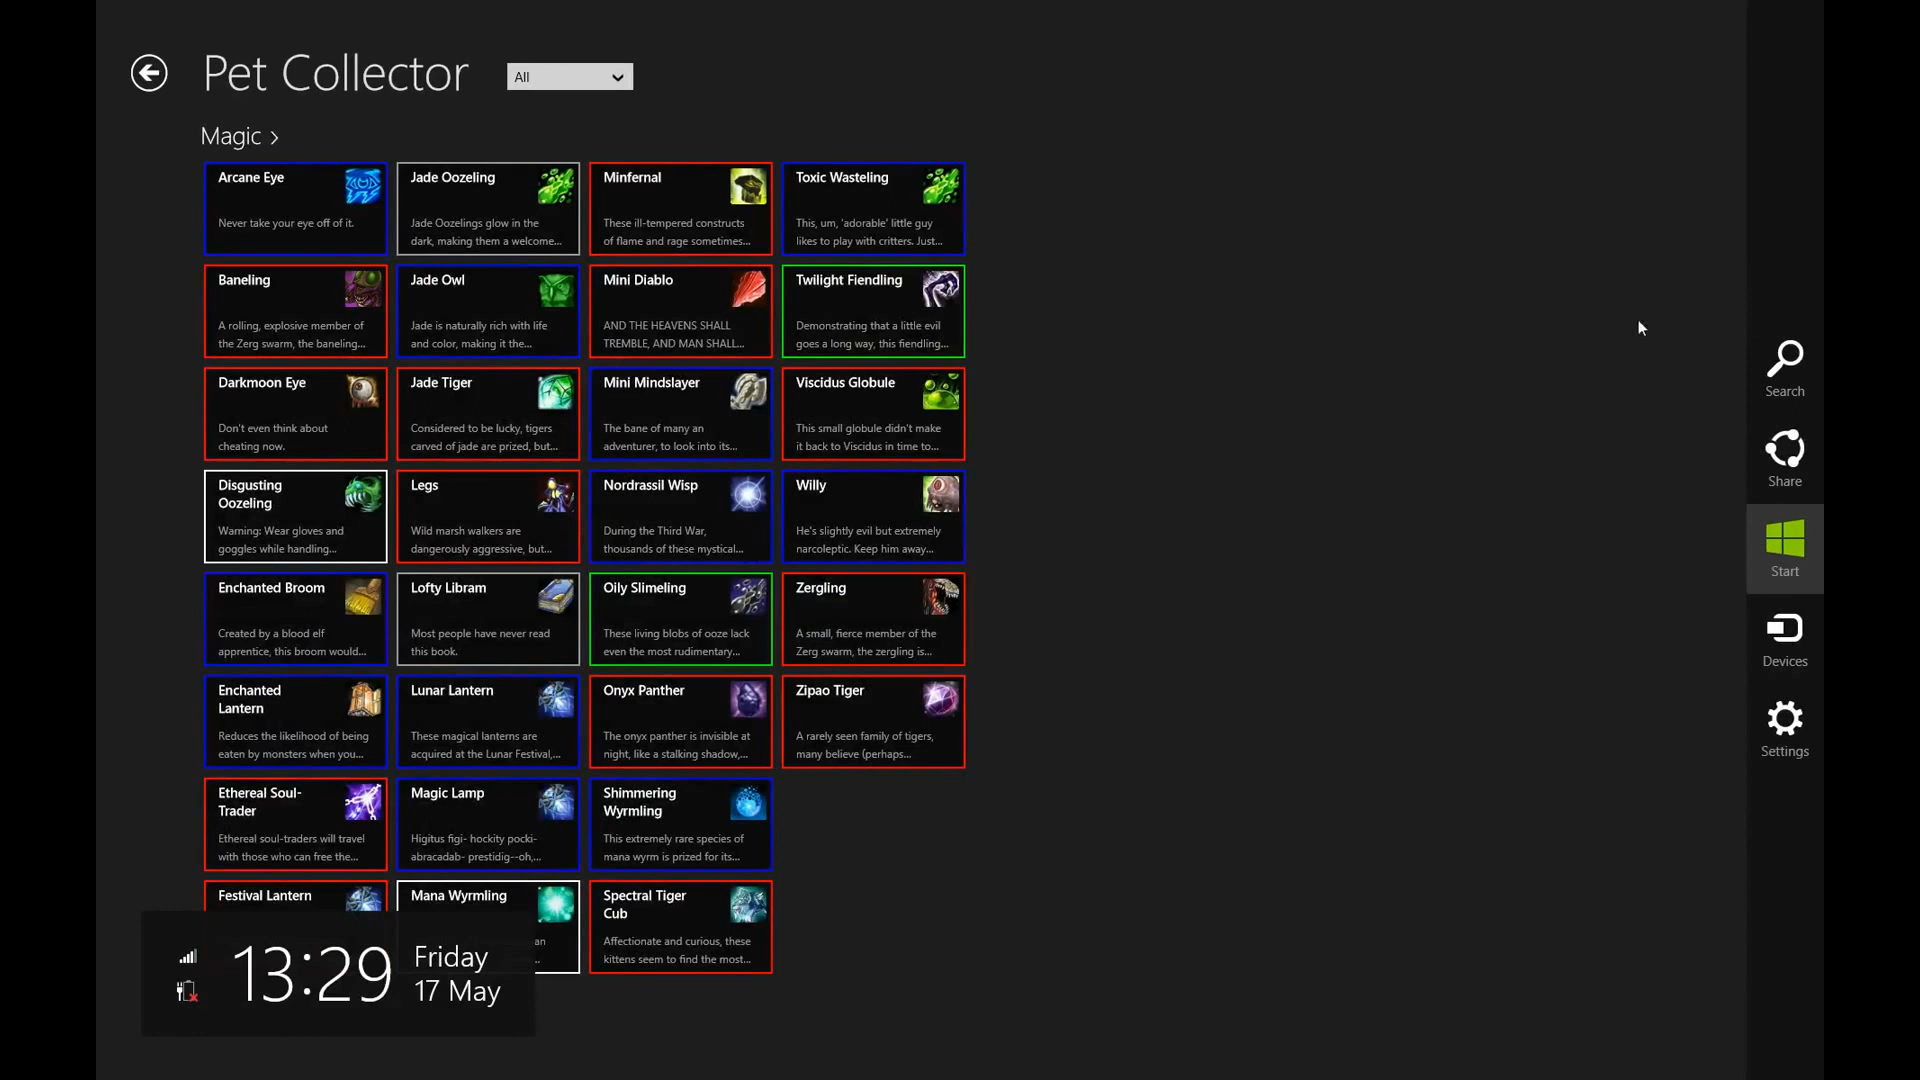 Pet Collector
All
Magic
Arcane Eye
Never take your eye off of it.
Baneling
A rolling, explosive member of
the Zerg swarm, the baneling...
Darkmoon Eye
Don't even think about
cheating now.
Disgusting
Oozeling
Warning: Wear gloves and
goggles while handling...
Enchanted Broom
Created by a blood elf
apprentice, this broom would...
Enchanted
Lantern
Reduces the likelihood of being
eaten by monsters when you...
Ethereal Soul-
Trader
Ethereal soul-traders will travel
with those who can free the...
Festival Lantern
Jade Oozeling
Jade Oozelings glow in the
dark, making them a welcome...
Jade Owl
Jade is naturally rich with life
and color, making it the...
Jade Tiger
Considered to be lucky, tigers
carved of jade are prized, but...
Legs
Wild marsh walkers are
dangerously aggressive, but...
Lofty Libram
Most people have never read
this book.
Lunar Lantern
These magical lanterns are
acquired at the Lunar Festival,...
Magic Lamp
Higitus figi- hockity pocki-
abracadab- prestidig--oh,...
Mana Wyrmling
an
...
Minfernal
These ill-tempered constructs
of flame and rage sometimes...
Mini Diablo
AND THE HEAVENS SHALL
TREMBLE, AND MAN SHALL...
Mini Mindslayer
The bane of many an
adventurer, to look into its...
Nordrassil Wisp
During the Third War,
thousands of these mystical...
Oily Slimeling
These living blobs of ooze lack
even the most rudimentary...
Onyx Panther
The onyx panther is invisible at
night, like a stalking shadow,...
Shimmering
Wyrmling
This extremely rare species of
mana wyrm is prized for its...
Spectral Tiger
Cub
Affectionate and curious, these
kittens seem to find the most...
Toxic Wasteling
This, um, 'adorable' little guy
likes to play with critters. Just...
Twilight Fiendling
Demonstrating that a little evil
goes a long way, this fiendling...
Viscidus Globule
This small globule didn't make
it back to Viscidus in time to...
Willy
He's slightly evil but extremely
narcoleptic. Keep him away...
Zergling
A small, fierce member of the
Zerg swarm, the zergling is...
Zipao Tiger
A rarely seen family of tigers,
many believe (perhaps...
Search
Share
Start
Devices
Settings
13:29
Friday
17 May